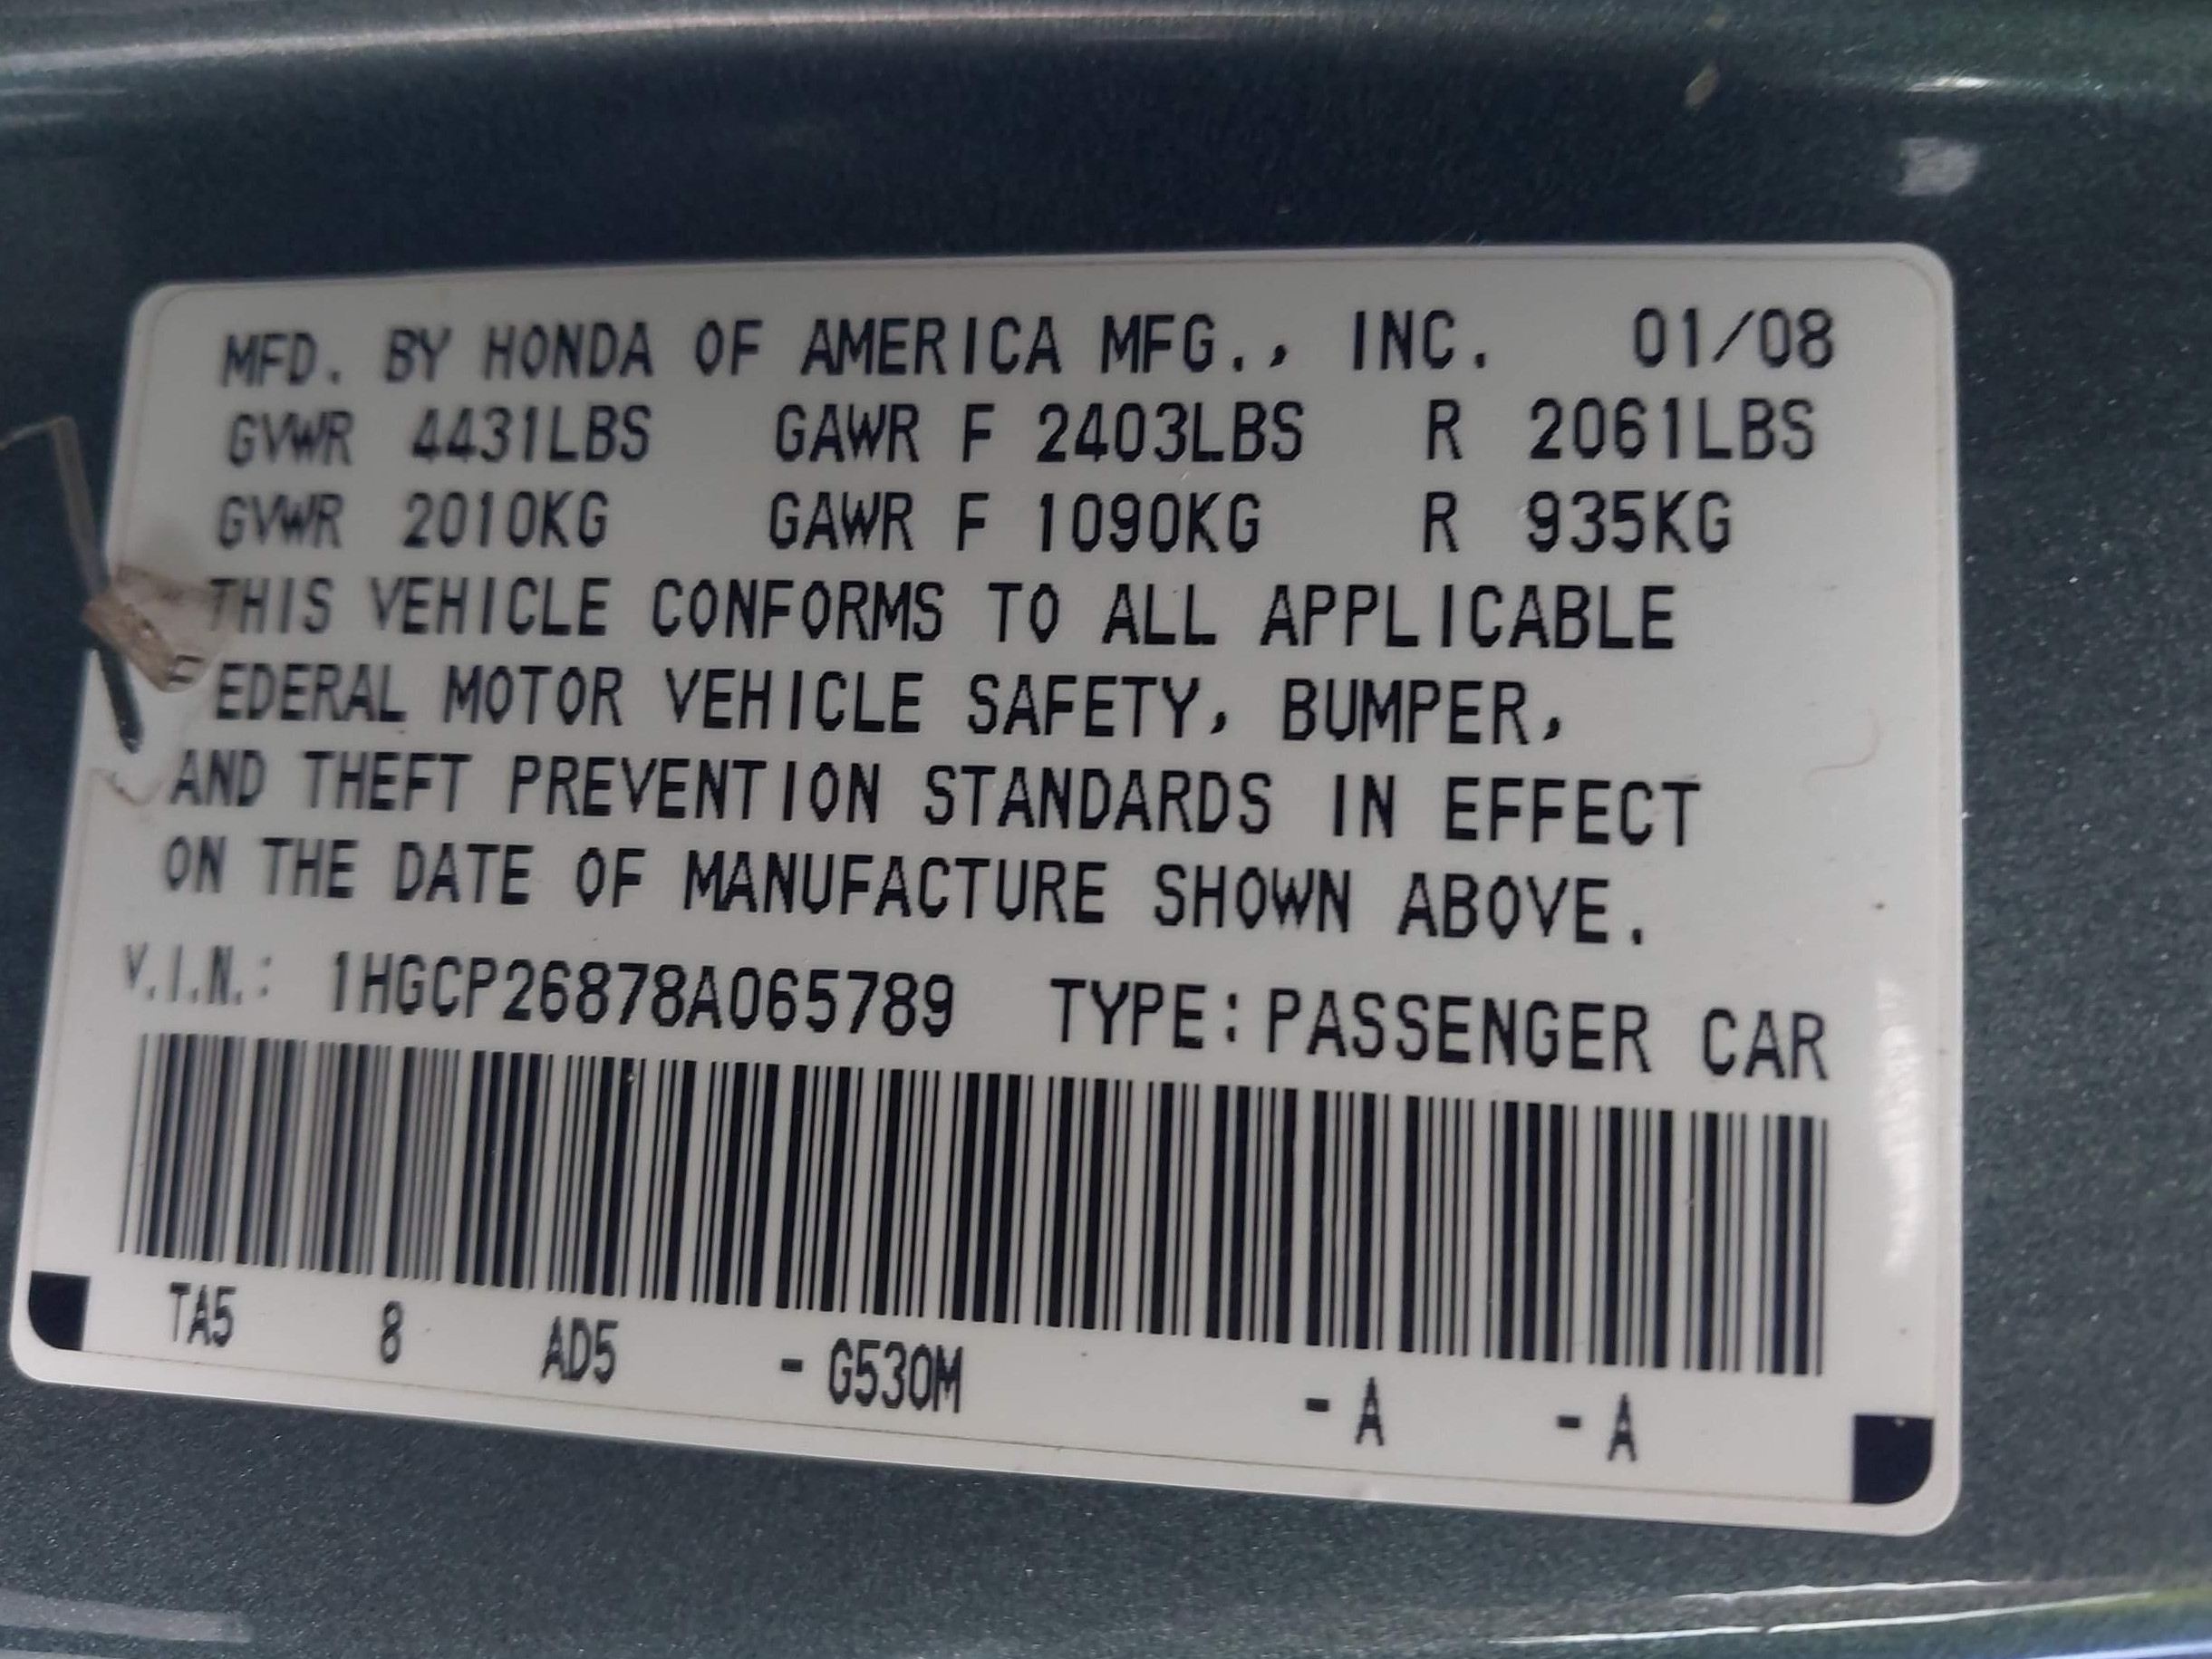 MFD. BY HONDA OF AMERICA MFG., INC. 01/08
GVWR 4431LBS GAWR F 2403LBS R 2061LBS
GVWR 2010KG GAWR F 1090KG R 935KG
THIS VEHICLE CONFORMS TO ALL APPLICABLE
FEDERAL MOTOR VEHICLE SAFETY, BUMPER,
AND THEFT PREVENTION STANDARDS IN EFFECT
ON THE DATE OF MANUFACTURE SHOWN ABOVE.
V.I.N.: 1HGCP26878A065789 TYPE: PASSENGER CAR
TA5 8 AD5 - G530M - A - A